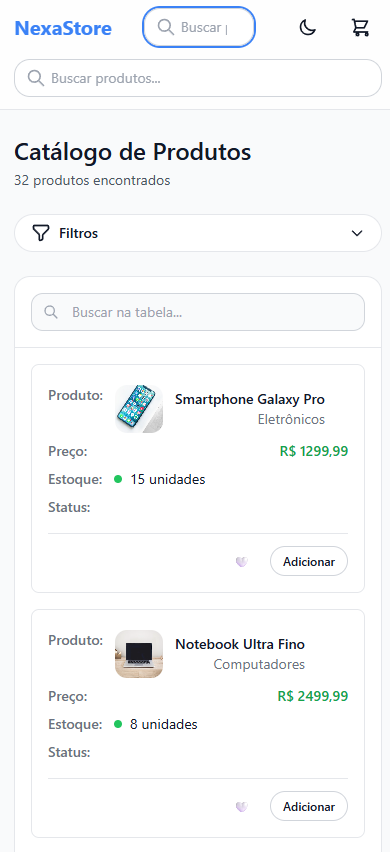 NexaStore
Buscar p
Buscar produtos...
Catálogo de Produtos
32 produtos encontrados
Filtros
Buscar na tabela...
Produto:
Smartphone Galaxy Pro
Eletrônicos
Preço:
R$ 1299,99
Estoque:
15 unidades
Status:
Adicionar
Produto:
Notebook Ultra Fino
Computadores
Preço:
R$ 2499,99
Estoque:
8 unidades
Status:
Adicionar